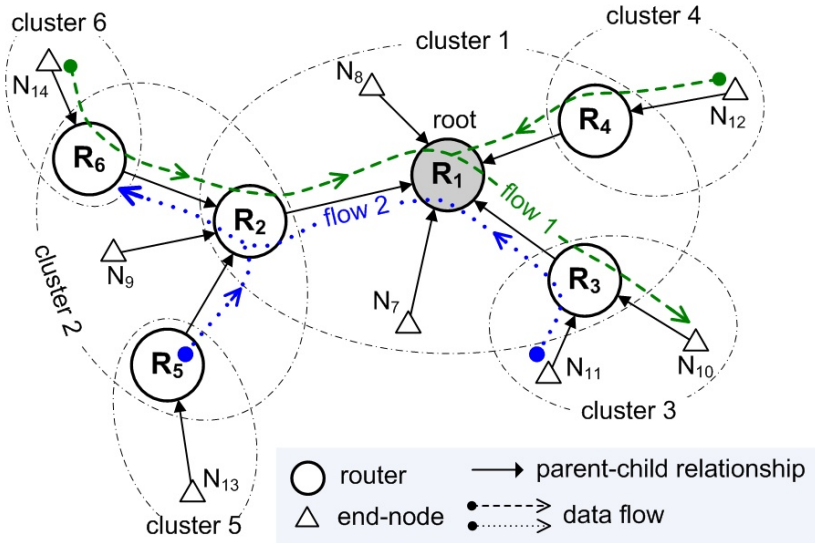 cluster 6
cluster 4
cluster 1
N8
N14
root
N12
R4
R6
R1
flow 1
R2
flow 2
N9
R3
cluster 2
N7
R5
N11
N10
cluster 3
N13
router
parent-child relationship
end-node
data flow
cluster 5